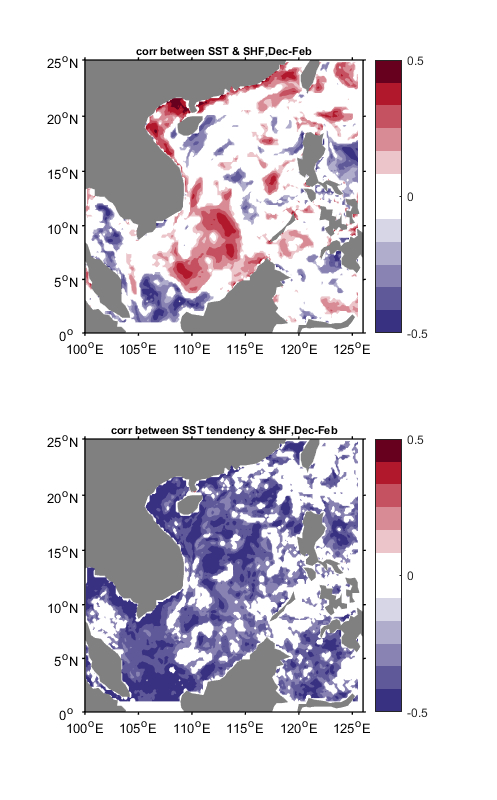 corr between SST & SHF,Dec-Feb
25°N
20°N
15°N
10°N
5°N
0°
100°E 105°E 110°E 115°E 120°E 125°E
0.5
0
-0.5
corr between SST tendency & SHF,Dec-Feb
25°N
20°N
15°N
10°N
5°N
0°
100°E 105°E 110°E 115°E 120°E 125°E
0.5
0
-0.5